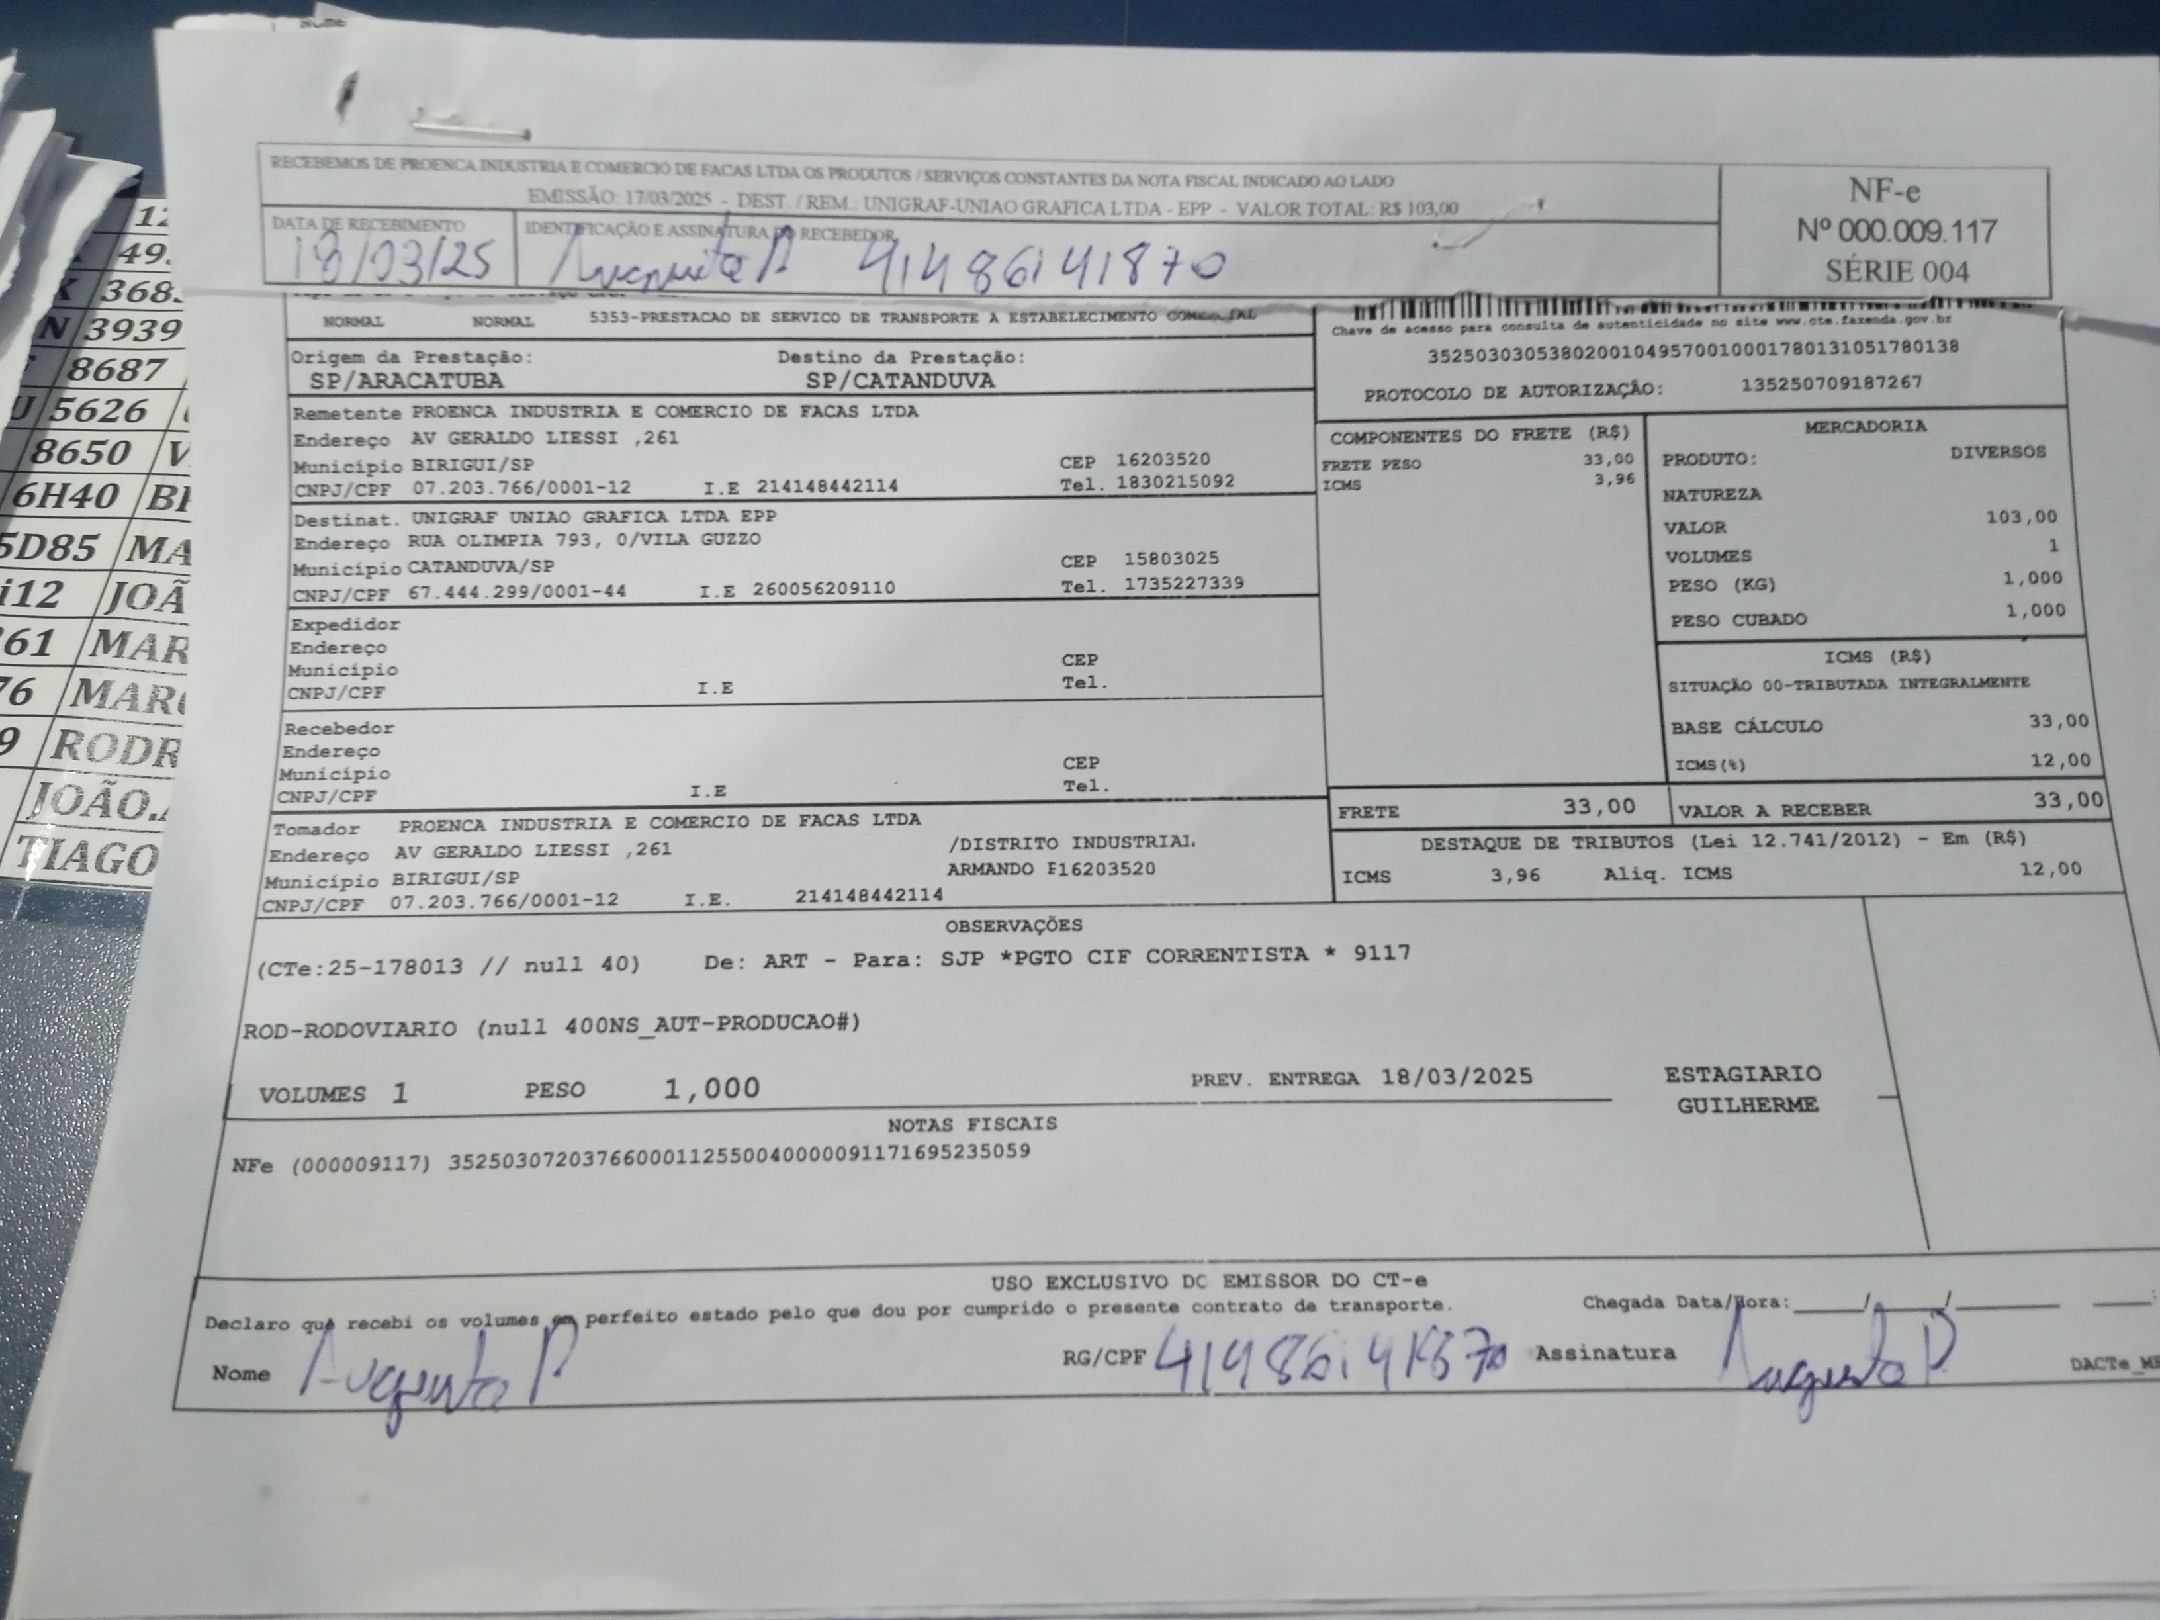 RECEBEMOS DE PROENCA INDUSTRIA E COMERCIO DE FACAS LTDA OS PRODUTOS / SERVIÇOS CONSTANTES DA NOTA FISCAL INDICADO AO LADO
EMISSÃO: 17/03/2025 - DEST. / REM.: UNIGRAF-UNIAO GRAFICA LTDA - EPP - VALOR TOTAL: R$ 103,00
DATA DE RECEBIMENTO
18/03/25
IDENTIFICAÇÃO E ASSINATURA DO RECEBEDOR
Augusto P 41486141870
NF-e
Nº 000.009.117
SÉRIE 004
NORMAL NORMAL 5353-PRESTACAO DE SERVICO DE TRANSPORTE A ESTABELECIMENTO
Origem da Prestação: Destino da Prestação:
SP/ARACATUBA SP/CATANDUVA
Chave de acesso para consulta de autenticidade no site www.cte.fazenda.gov.br
35250303053802001049570010001780131051780138
PROTOCOLO DE AUTORIZAÇÃO: 135250709187267
Remetente PROENCA INDUSTRIA E COMERCIO DE FACAS LTDA
Endereço AV GERALDO LIESSI ,261
Município BIRIGUI/SP CEP 16203520
CNPJ/CPF 07.203.766/0001-12 I.E 214148442114 Tel. 1830215092
Destinat. UNIGRAF UNIAO GRAFICA LTDA EPP
Endereço RUA OLIMPIA 793, 0/VILA GUZZO
Município CATANDUVA/SP CEP 15803025
CNPJ/CPF 67.444.299/0001-44 I.E 260056209110 Tel. 1735227339
Expedidor
Endereço
Município CEP
CNPJ/CPF I.E Tel.
Recebedor
Endereço
Município CEP
CNPJ/CPF I.E Tel.
Tomador PROENCA INDUSTRIA E COMERCIO DE FACAS LTDA
Endereço AV GERALDO LIESSI ,261 /DISTRITO INDUSTRIAL
Município BIRIGUI/SP ARMANDO F16203520
CNPJ/CPF 07.203.766/0001-12 I.E. 214148442114
COMPONENTES DO FRETE (R$)
FRETE PESO 33,00
ICMS 3,96
MERCADORIA
PRODUTO: DIVERSOS
NATUREZA
VALOR 103,00
VOLUMES 1
PESO (KG) 1,000
PESO CUBADO 1,000
ICMS (R$)
SITUAÇÃO 00-TRIBUTADA INTEGRALMENTE
BASE CÁLCULO 33,00
ICMS(%) 12,00
FRETE 33,00 VALOR A RECEBER 33,00
DESTAQUE DE TRIBUTOS (Lei 12.741/2012) - Em (R$)
ICMS 3,96 Aliq. ICMS 12,00
OBSERVAÇÕES
(CTe:25-178013 // null 40) De: ART - Para: SJP *PGTO CIF CORRENTISTA * 9117
ROD-RODOVIARIO (null 400NS_AUT-PRODUCAO#)
VOLUMES 1 PESO 1,000 PREV. ENTREGA 18/03/2025 ESTAGIARIO
GUILHERME
NOTAS FISCAIS
NFe (000009117) 35250307203766000112550040000091171695235059
USO EXCLUSIVO DO EMISSOR DO CT-e
Declaro que recebi os volumes em perfeito estado pelo que dou por cumprido o presente contrato de transporte. Chegada Data/Hora:
Nome Augusto P RG/CPF 41486141870 Assinatura Augusto P
DACTe_
12
49
3683
N 3939
8687
U 5626
8650 V
6H40 BI
5D85 MA
i12 JOÃ
61 MAR
76 MAR
9 RODR
JOÃO.
TIAGO